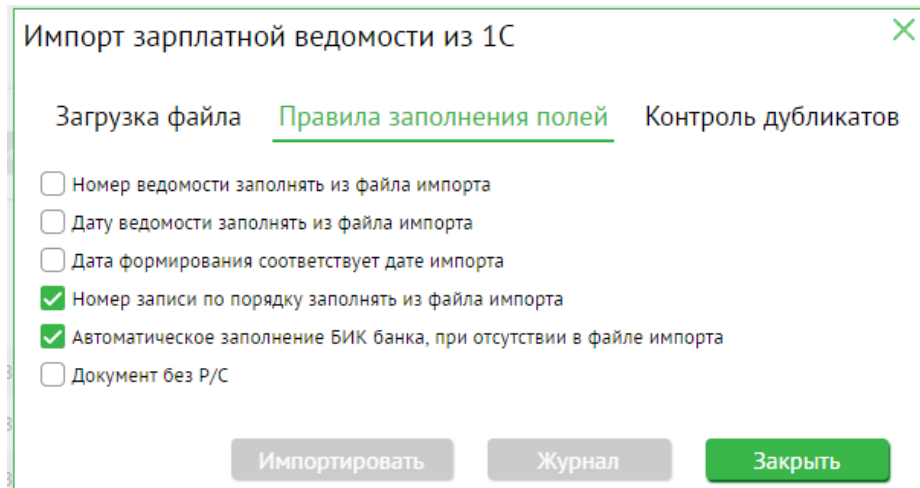 Импорт зарплатной ведомости из 1С
Загрузка файла Правила заполнения полей Контроль дубликатов
Номер ведомости заполнять из файла импорта
Дату ведомости заполнять из файла импорта
Дата формирования соответствует дате импорта
Номер записи по порядку заполнять из файла импорта
Автоматическое заполнение БИК банка, при отсутствии в файле импорта
Документ без Р/С
Импортировать Журнал Закрыть